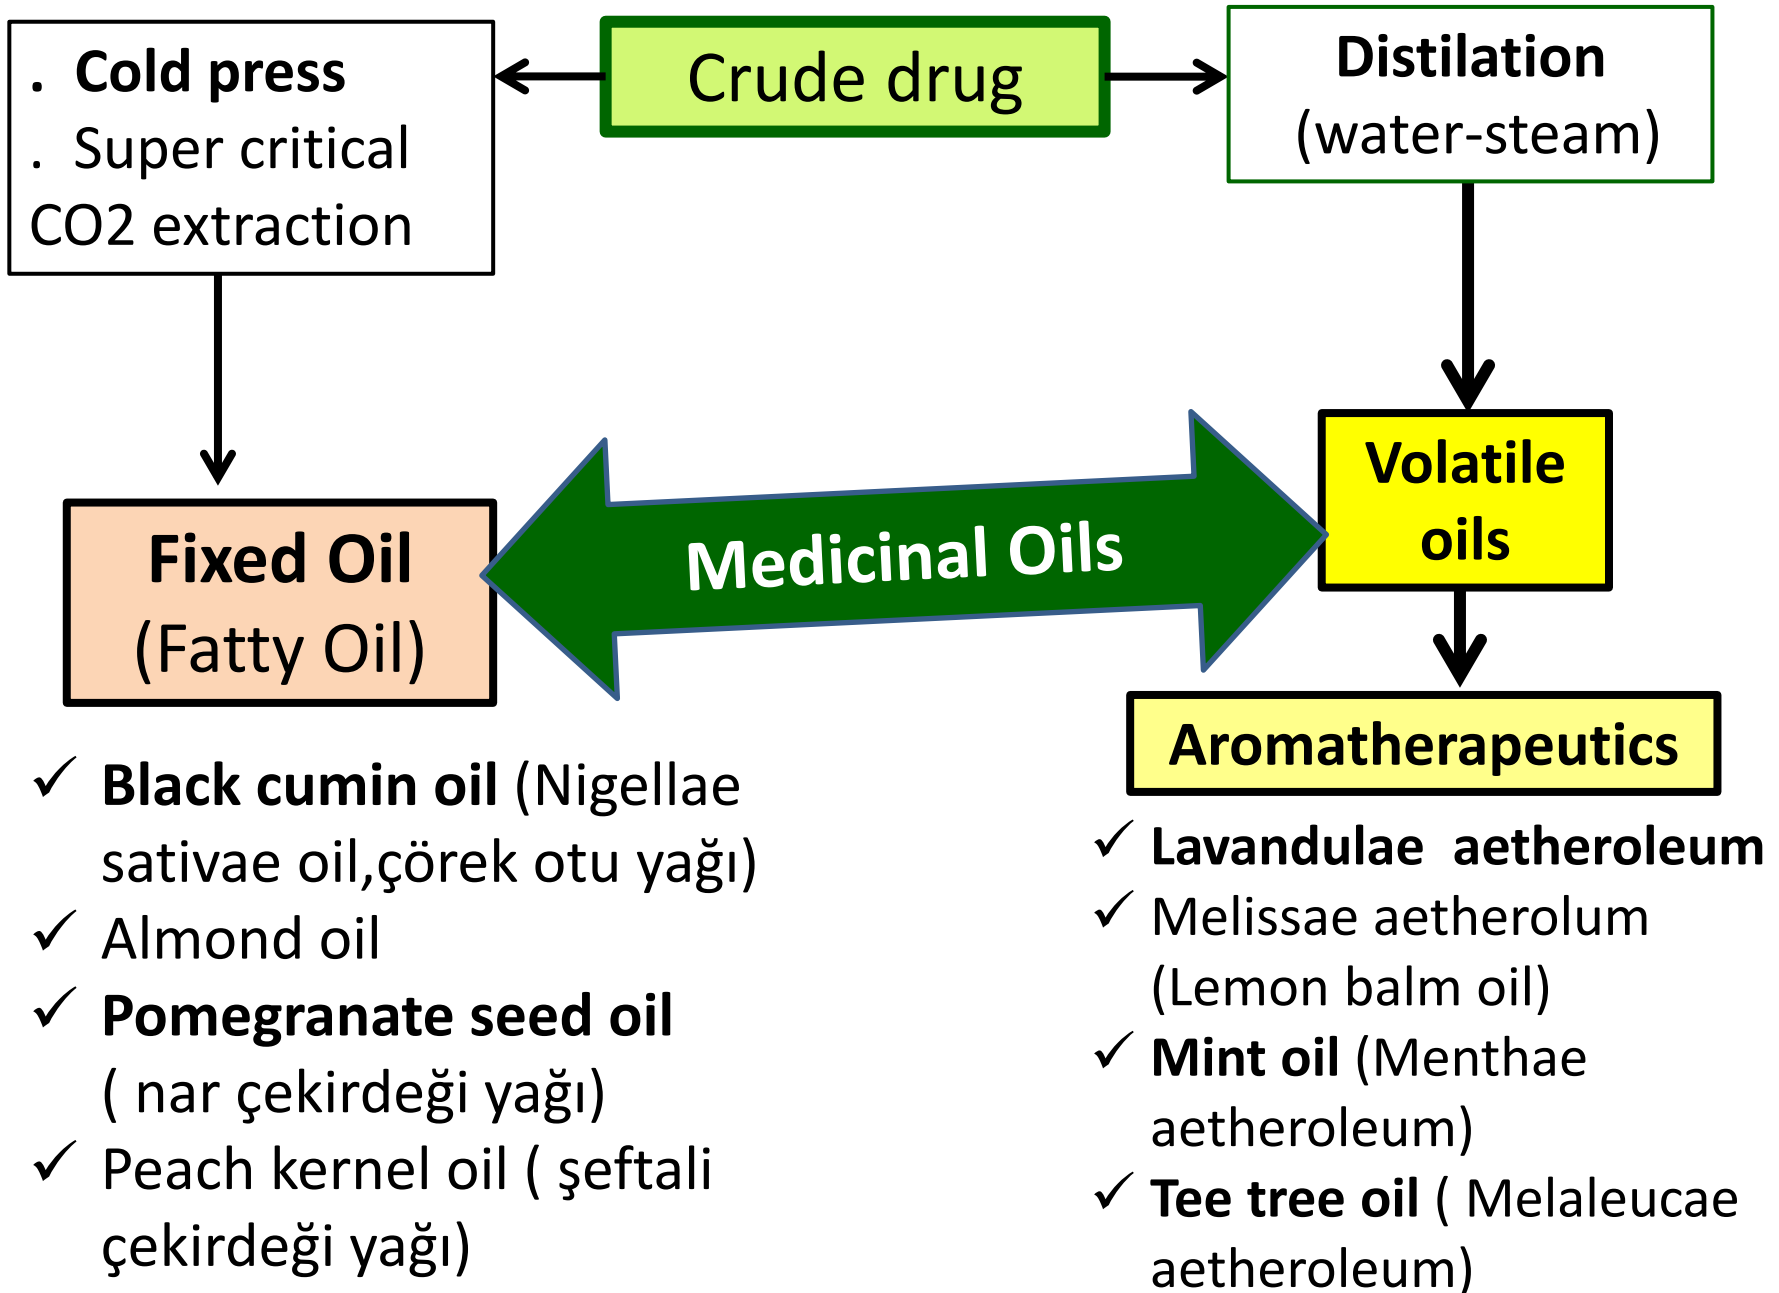 . Cold press
. Super critical
CO2 extraction
Crude drug
Distilation
(water-steam)
Fixed Oil
(Fatty Oil)
Medicinal Oils
Volatile
oils
Aromatherapeutics
✓ Black cumin oil (Nigellae
sativae oil,çörek otu yağı)
✓ Almond oil
✓ Pomegranate seed oil
( nar çekirdeği yağı)
✓ Peach kernel oil ( şeftali
çekirdeği yağı)
✓ Lavandulae aetheroleum
✓ Melissae aetherolum
(Lemon balm oil)
✓ Mint oil (Menthae
aetheroleum)
✓ Tee tree oil ( Melaleucae
aetheroleum)